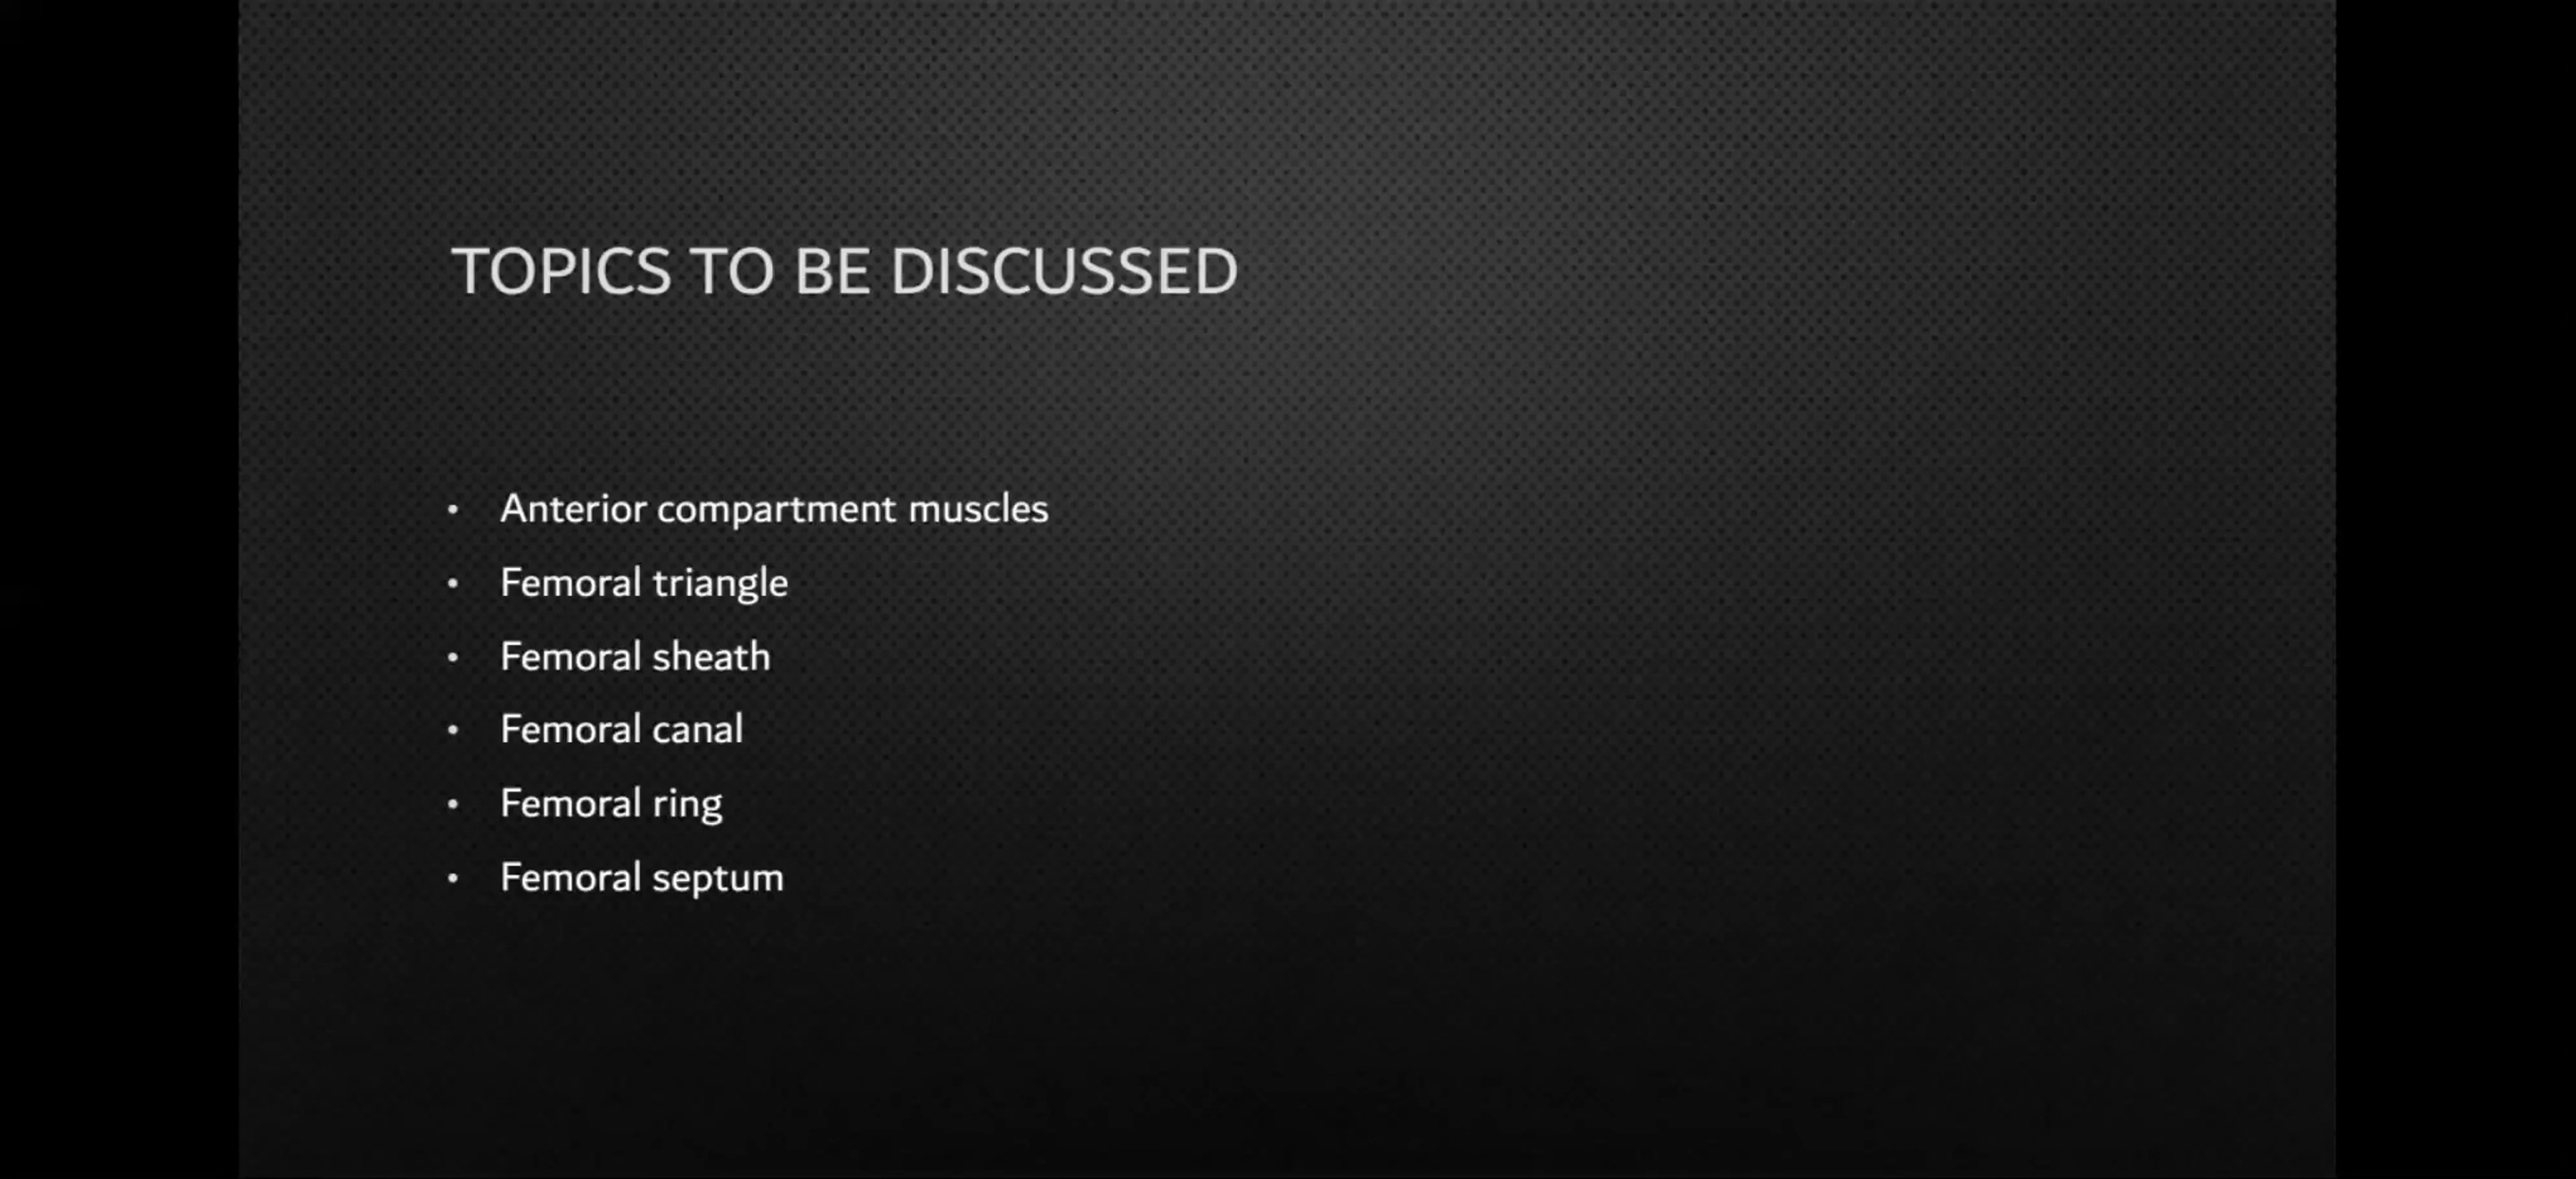 TOPICS TO BE DISCUSSED
• Anterior compartment muscles
• Femoral triangle
• Femoral sheath
• Femoral canal
• Femoral ring
• Femoral septum